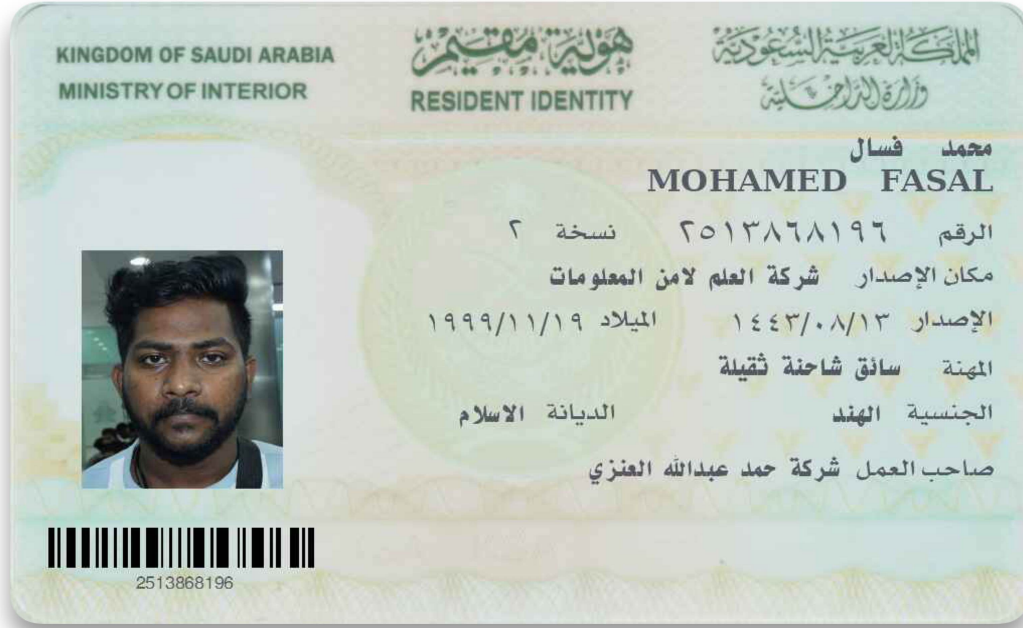 KINGDOM OF SAUDI ARABIA
MINISTRY OF INTERIOR
هوية مقيم
RESIDENT IDENTITY
المملكة العربية السعودية
وزارة الداخلية
محمد فسال
MOHAMED FASAL
الرقم ٢٥١٣٨٦٨١٩٦ نسخة ٢
مكان الإصدار شركة العلم لامن المعلومات
الإصدار ١٤٤٣/٠٨/١٣ الميلاد ١٩٩٩/١١/١٩
المهنة سائق شاحنة ثقيلة
الجنسية الهند الديانة الاسلام
صاحب العمل شركة حمد عبدالله العنزي
2513868196